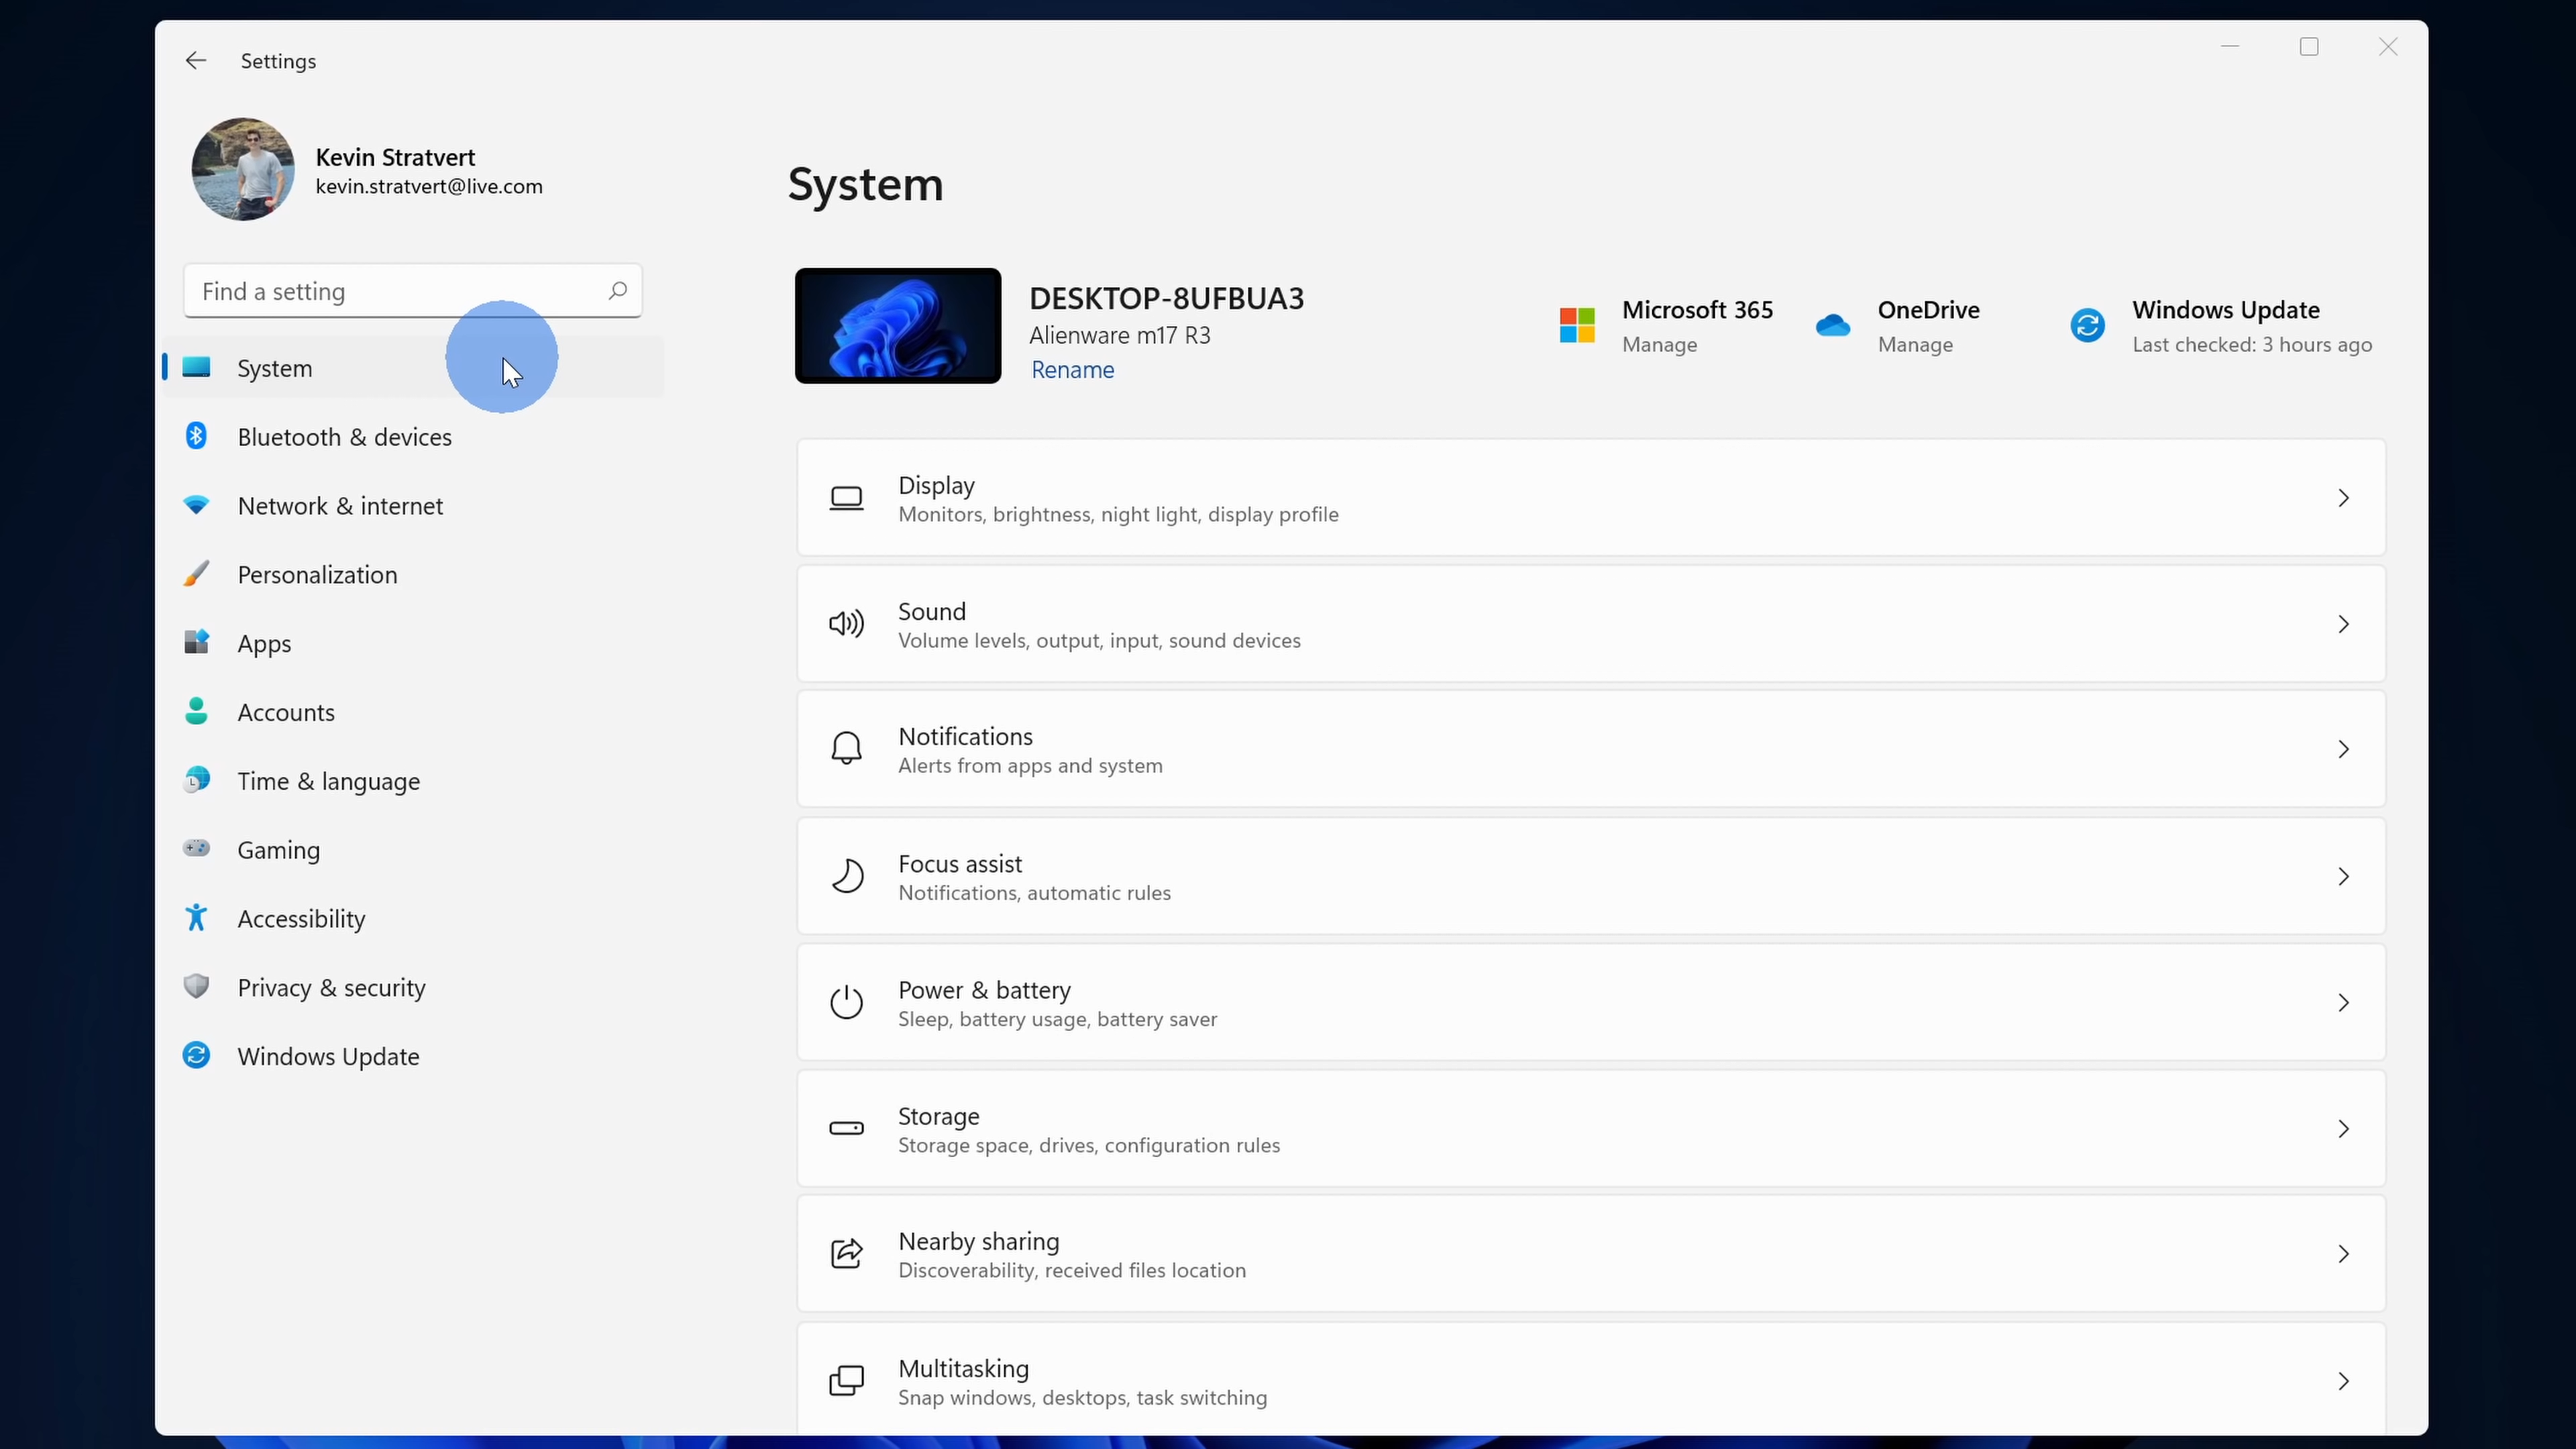 Settings
Kevin Stratvert
kevin.stratvert@live.com
Find a setting
System
Bluetooth & devices
Network & internet
Personalization
Apps
Accounts
Time & language
Gaming
Accessibility
Privacy & security
Windows Update
System
DESKTOP-8UFBUA3
Alienware m17 R3
Rename
Microsoft 365
Manage
OneDrive
Manage
Windows Update
Last checked: 3 hours ago
Display
Monitors, brightness, night light, display profile
Sound
Volume levels, output, input, sound devices
Notifications
Alerts from apps and system
Focus assist
Notifications, automatic rules
Power & battery
Sleep, battery usage, battery saver
Storage
Storage space, drives, configuration rules
Nearby sharing
Discoverability, received files location
Multitasking
Snap windows, desktops, task switching